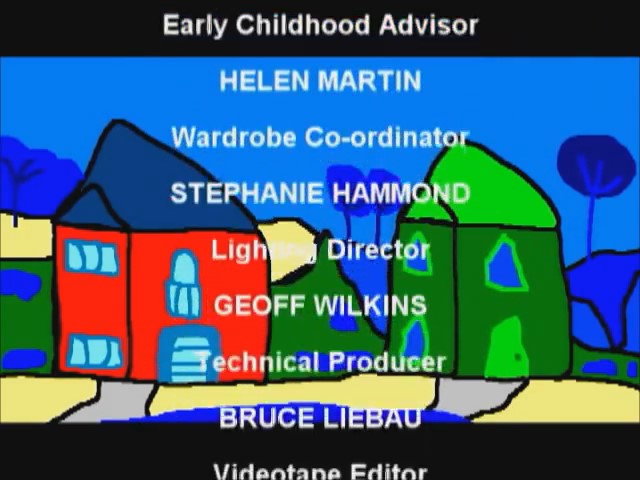 Early Childhood Advisor
HELEN MARTIN
Wardrobe Co-ordinator
STEPHANIE HAMMOND
Lighting Director
GEOFF WILKINS
Technical Producer
BRUCE LIEBAU
Videotape Editor